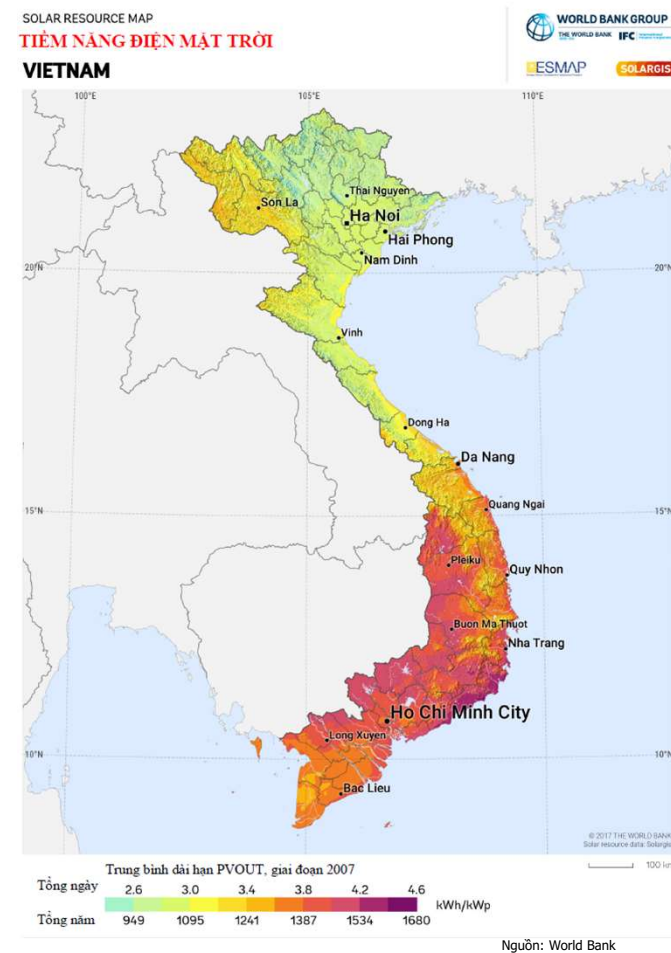 SOLAR RESOURCE MAP
TIỀM NĂNG ĐIỆN MẶT TRỜI
VIETNAM
WORLD BANK GROUP
THE WORLD BANK IFC
ESMAP
SOLARGIS
100°E 105°E 110°E
Thai Nguyen
Son La
Ha Noi
Hai Phong
Nam Dinh
20°N 20°N
Vinh
Dong Ha
Da Nang
Quang Ngai
15°N 15°N
Pleiku
Quy Nhon
Buon Ma Thuot
Nha Trang
Ho Chi Minh City
Long Xuyen
10°N 10°N
Bac Lieu
© 2017 THE WORLD BANK
Solar resource data: Solargis
100 km
Trung bình dài hạn PVOUT, giai đoạn 2007
Tổng ngày 2.6 3.0 3.4 3.8 4.2 4.6
kWh/kWp
Tổng năm 949 1095 1241 1387 1534 1680
Nguồn: World Bank